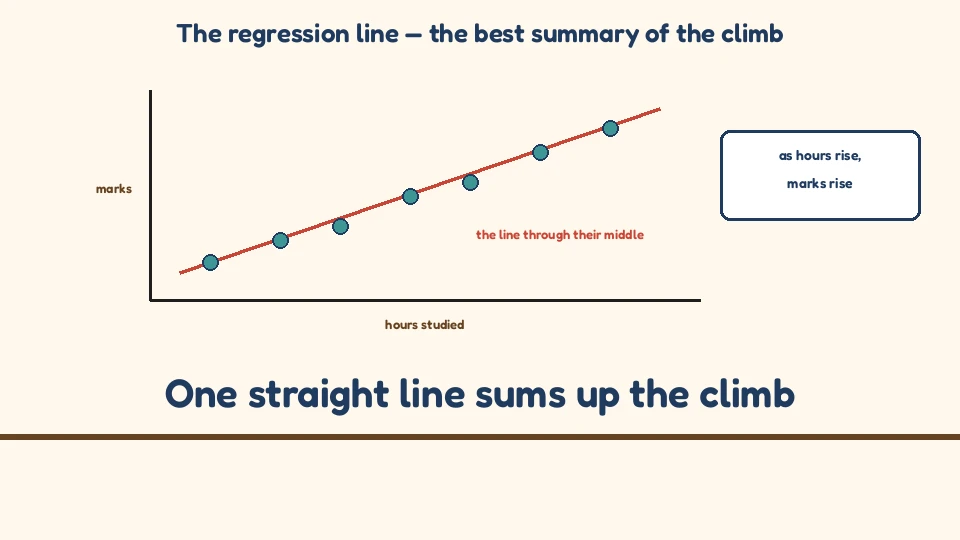 The regression line — the best summary of the climb
as hours rise,
marks rise
marks
the line through their middle
hours studied
One straight line sums up the climb